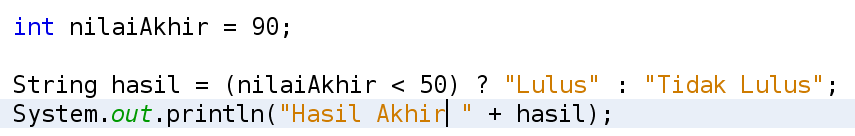 int nilaiAkhir = 90;
String hasil = (nilaiAkhir < 50) ? "Lulus" : "Tidak Lulus";
System.out.println("Hasil Akhir " + hasil);